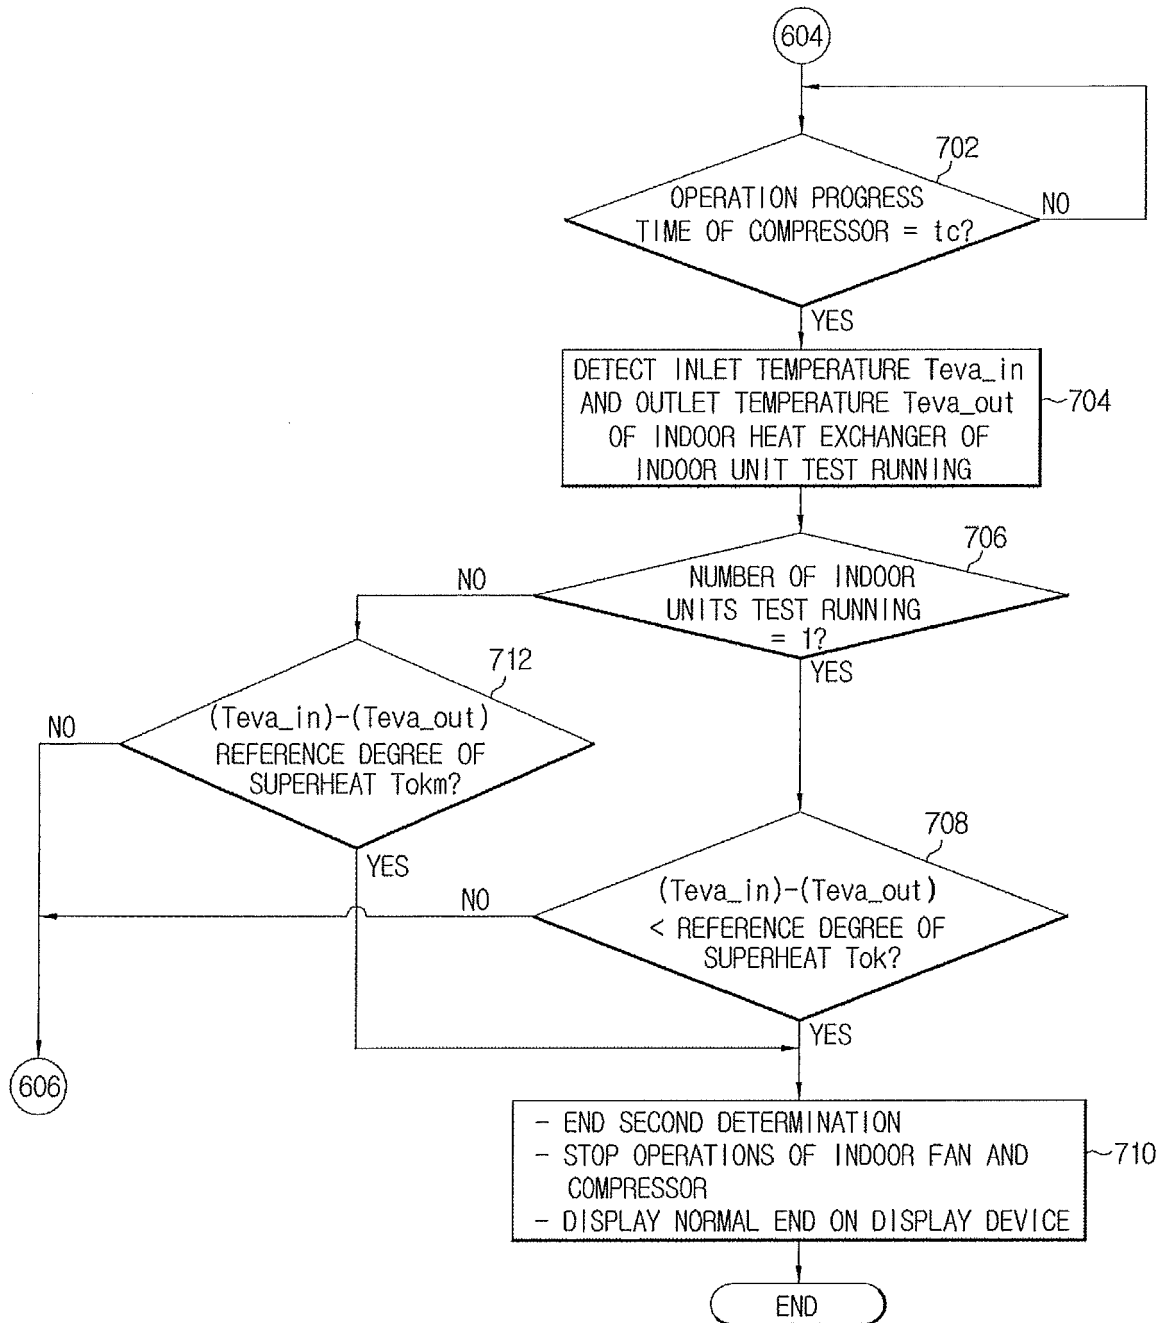 604
702
OPERATION PROGRESS
TIME OF COMPRESSOR = tc?
NO
YES
DETECT INLET TEMPERATURE Teva_in
AND OUTLET TEMPERATURE Teva_out
OF INDOOR HEAT EXCHANGER OF
INDOOR UNIT TEST RUNNING
704
706
NUMBER OF INDOOR
UNITS TEST RUNNING
= 1?
NO
YES
712
(Teva_in)-(Teva_out)
REFERENCE DEGREE OF
SUPERHEAT Tokm?
NO
YES
708
(Teva_in)-(Teva_out)
< REFERENCE DEGREE OF
SUPERHEAT Tok?
NO
YES
606
- END SECOND DETERMINATION
- STOP OPERATIONS OF INDOOR FAN AND
COMPRESSOR
- DISPLAY NORMAL END ON DISPLAY DEVICE
710
END